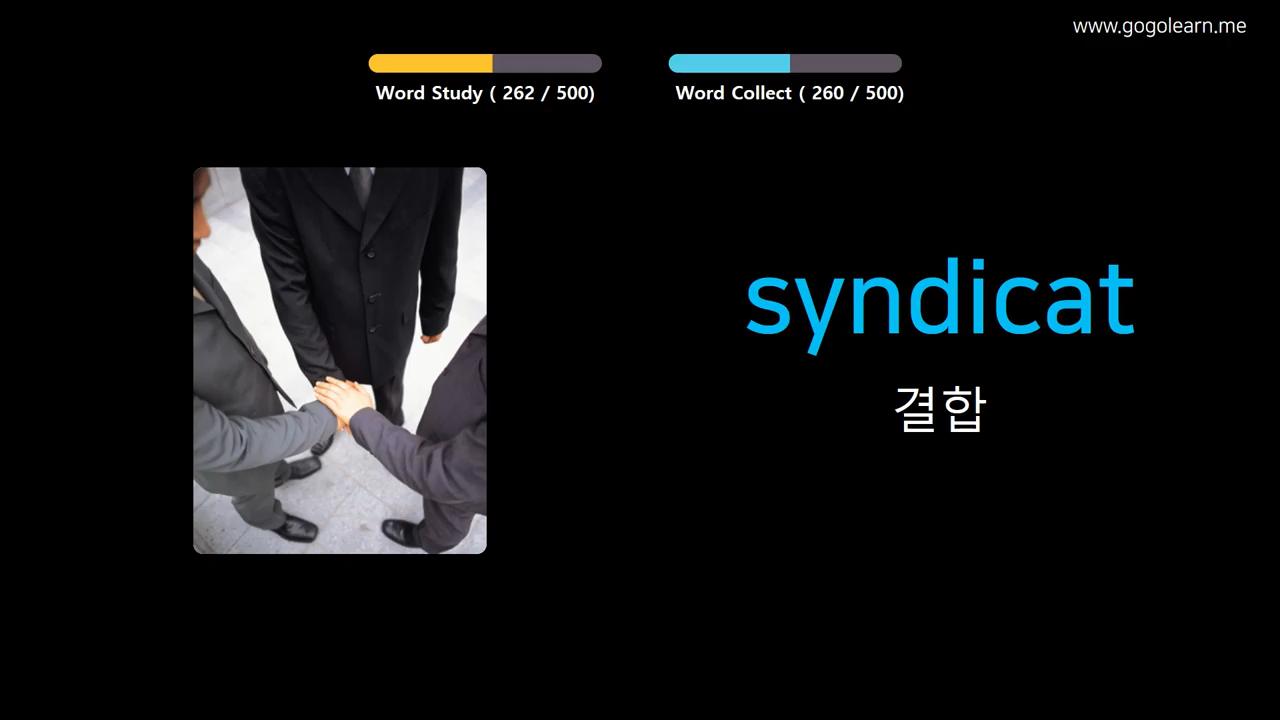 www.gogolearn.me
Word Study ( 262 / 500)
Word Collect ( 260 / 500)
syndicat
결합